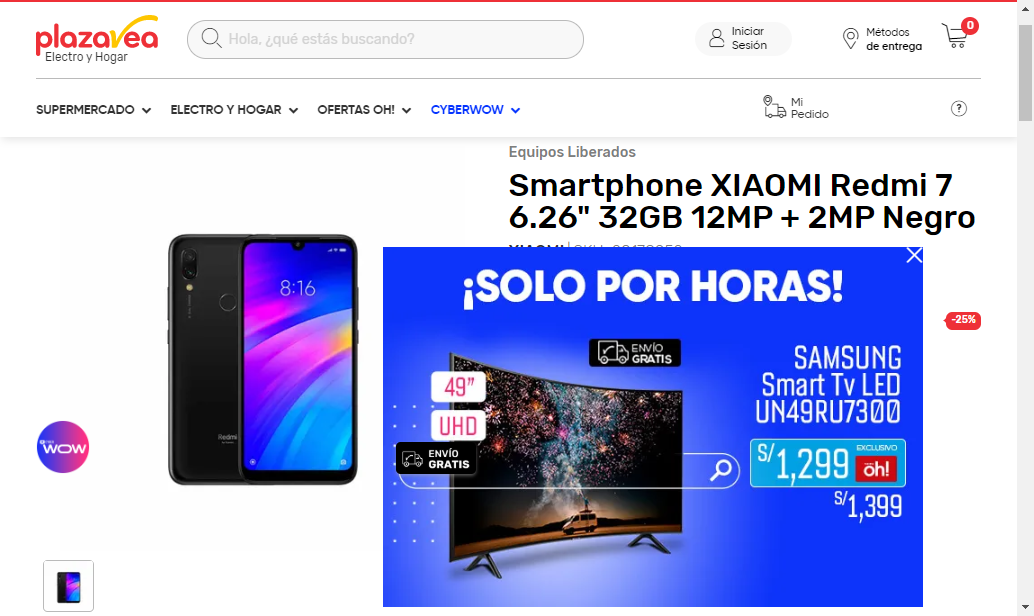 plazavea
Electro y Hogar
Hola, ¿qué estás buscando?
Iniciar
Sesión
Métodos
de entrega
0
SUPERMERCADO
ELECTRO Y HOGAR
OFERTAS OH!
CYBERWOW
Mi
Pedido
?
Equipos Liberados
Smartphone XIAOMI Redmi 7
6.26" 32GB 12MP + 2MP Negro
8:16
Redmi
WOW
-25%
¡SOLO POR HORAS!
ENVÍO
GRATIS
49”
UHD
ENVÍO
GRATIS
SAMSUNG
Smart Tv LED
UN49RU7300
S/1,299
EXCLUSIVO
oh!
S/1,399